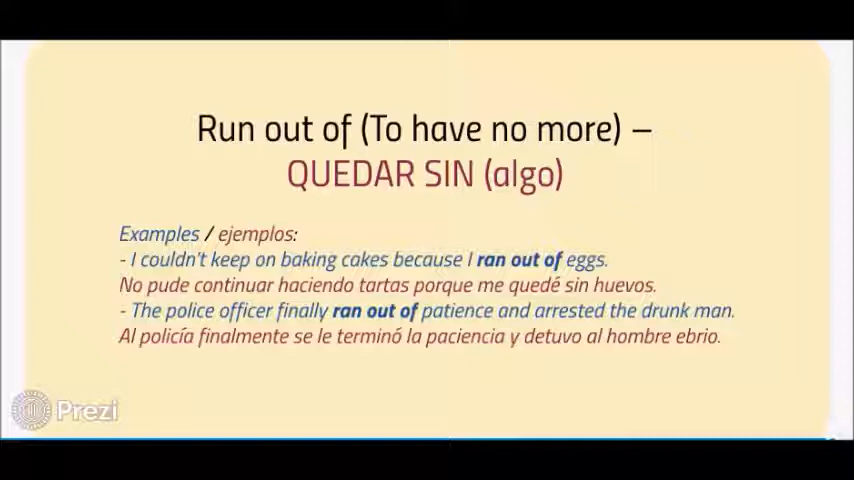 Run out of (To have no more) –
QUEDAR SIN (algo)
Examples / ejemplos:
- I couldn't keep on baking cakes because I ran out of eggs.
No pude continuar haciendo tartas porque me quedé sin huevos.
- The police officer finally ran out of patience and arrested the drunk man.
Al policía finalmente se le terminó la paciencia y detuvo al hombre ebrio.
Prezi